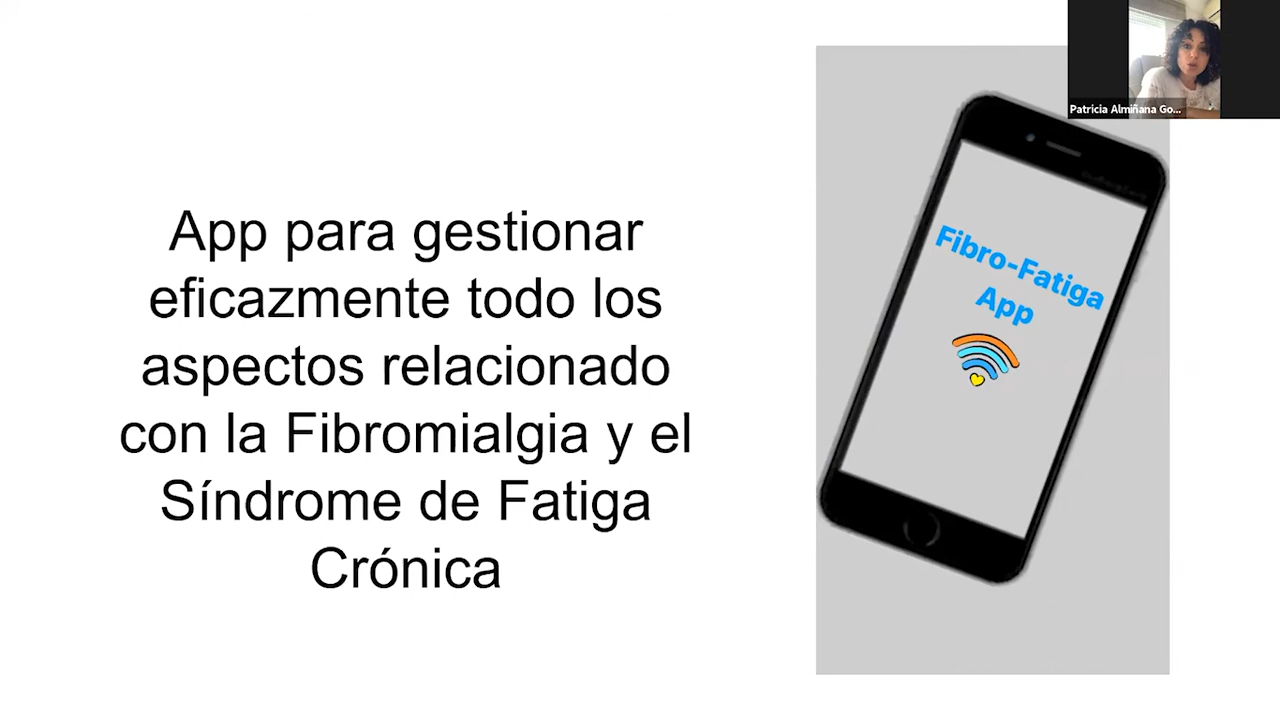 App para gestionar
eficazmente todo los
aspectos relacionado
con la Fibromialgia y el
Síndrome de Fatiga
Crónica
Fibro-Fatiga
App
Patricia Almiñana Go...